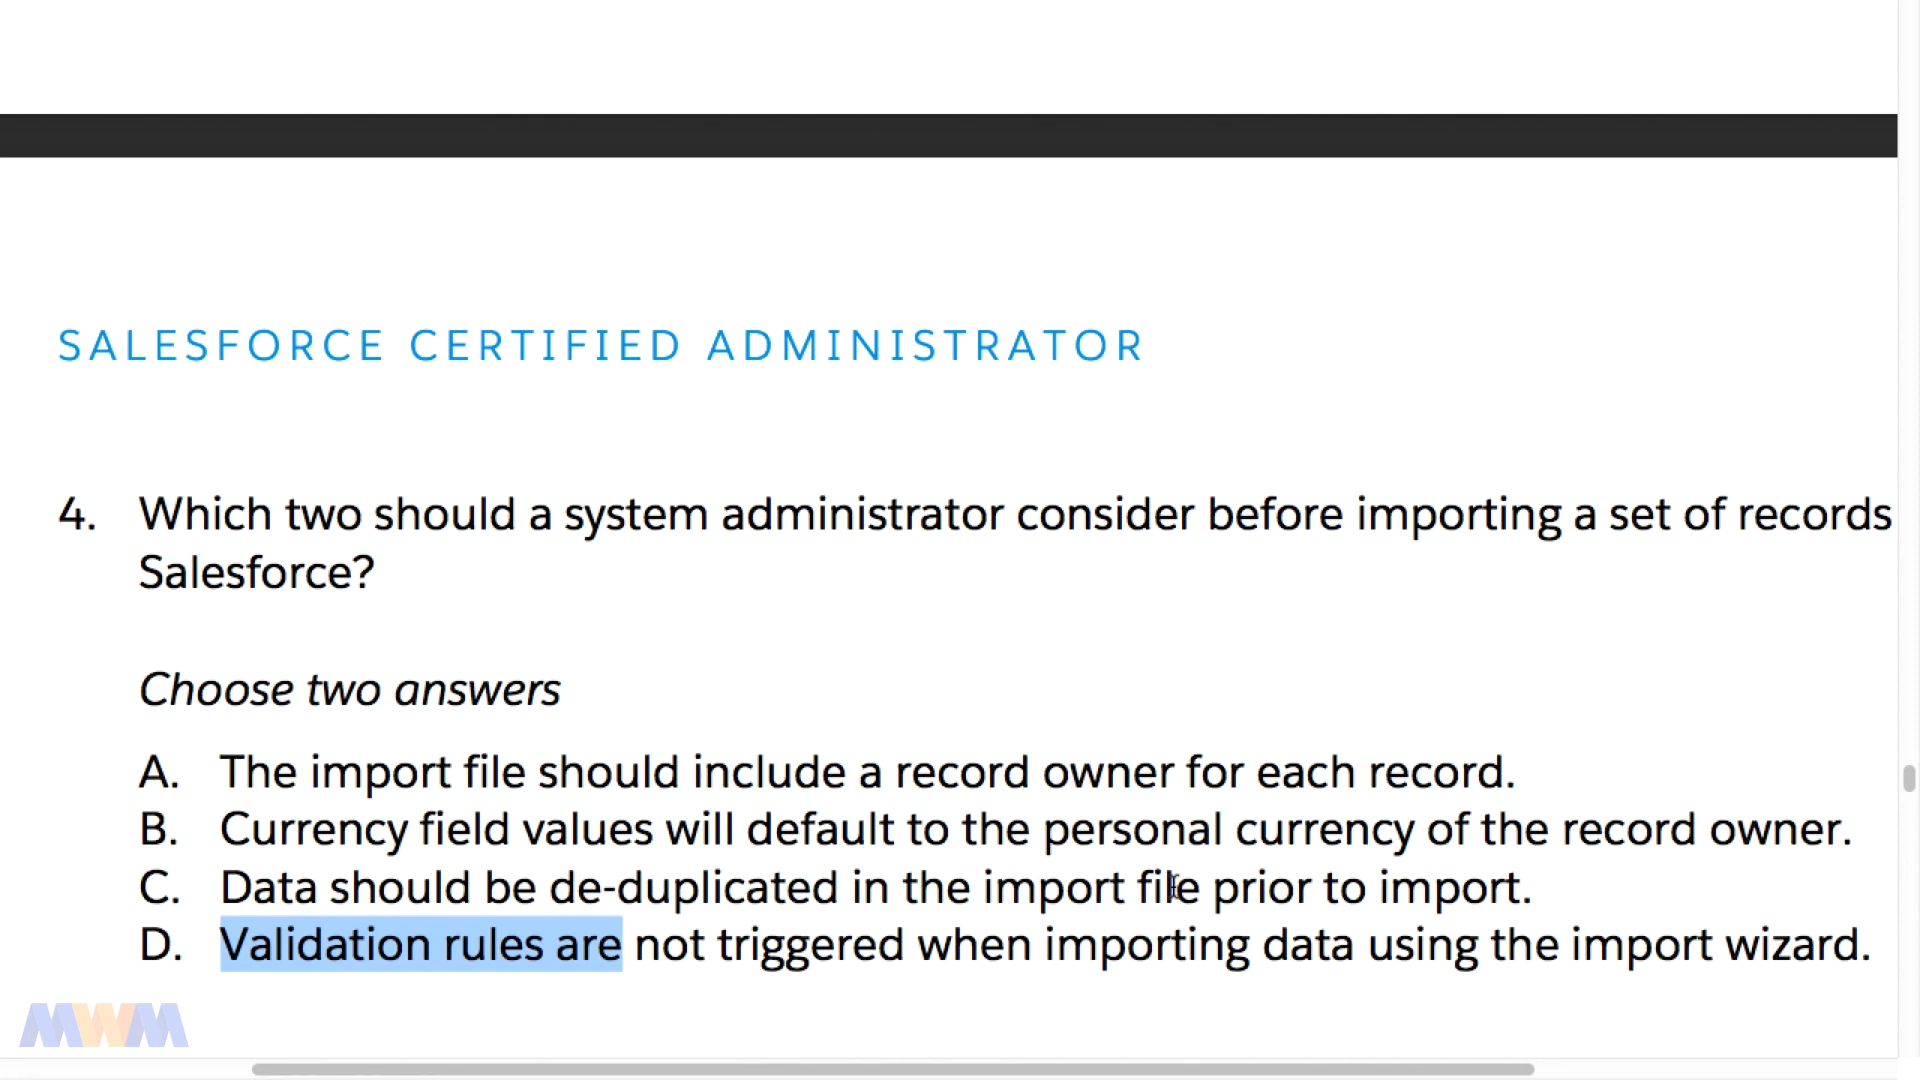 SALESFORCE CERTIFIED ADMINISTRATOR
4. Which two should a system administrator consider before importing a set of records
Salesforce?
Choose two answers
A. The import file should include a record owner for each record.
B. Currency field values will default to the personal currency of the record owner.
C. Data should be de-duplicated in the import file prior to import.
D. Validation rules are not triggered when importing data using the import wizard.
MWM